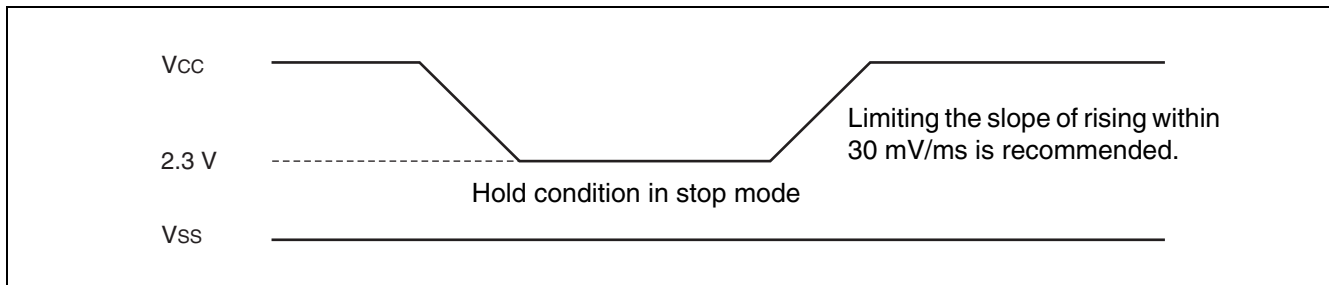 Vcc
Limiting the slope of rising within
30 mV/ms is recommended.
2.3 V
Hold condition in stop mode
Vss